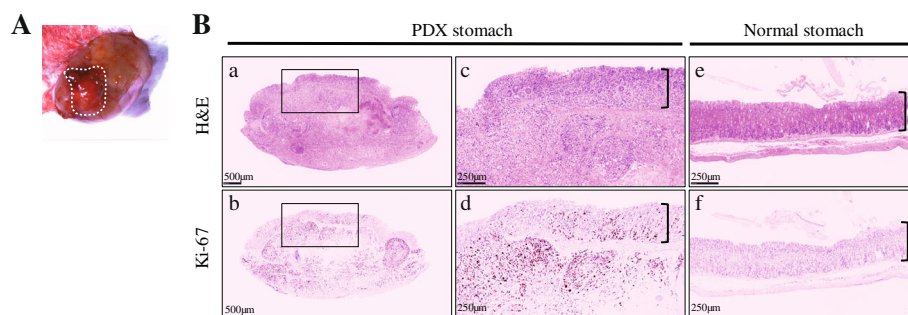 A
B
PDX stomach
Normal stomach
H&E
a
500μm
c
250μm
e
250μm
Ki-67
b
500μm
d
250μm
f
250μm